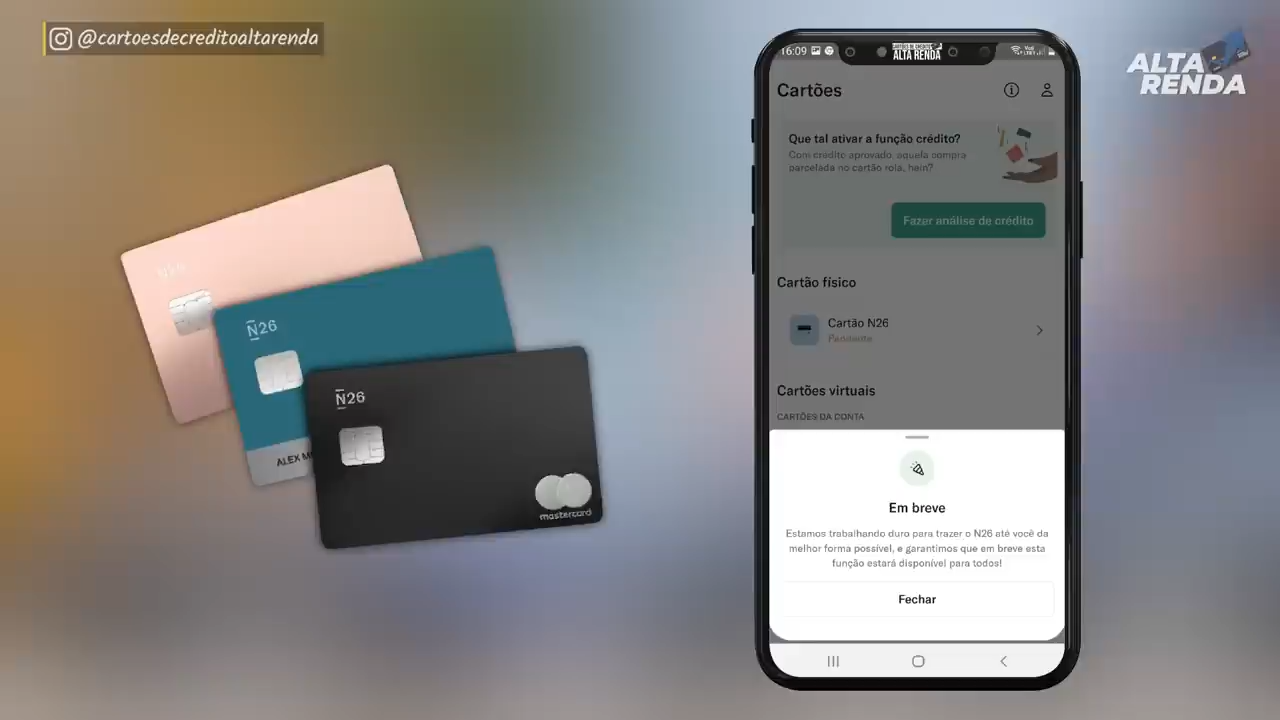 @cartoesdecreditoaltarenda
ALTA
RENDA
N26
N26
ALEX M
N26
mastercard
16:09
ALTA RENDA
Cartões
Que tal ativar a função crédito?
Com crédito aprovado, aquela compra
parcelada no cartão rola, hein?
Fazer análise de crédito
Cartão físico
Cartão N26
Pendente
Cartões virtuais
CARTÕES DA CONTA
Em breve
Estamos trabalhando duro para trazer o N26 até você da
melhor forma possível, e garantimos que em breve esta
função estará disponível para todos!
Fechar